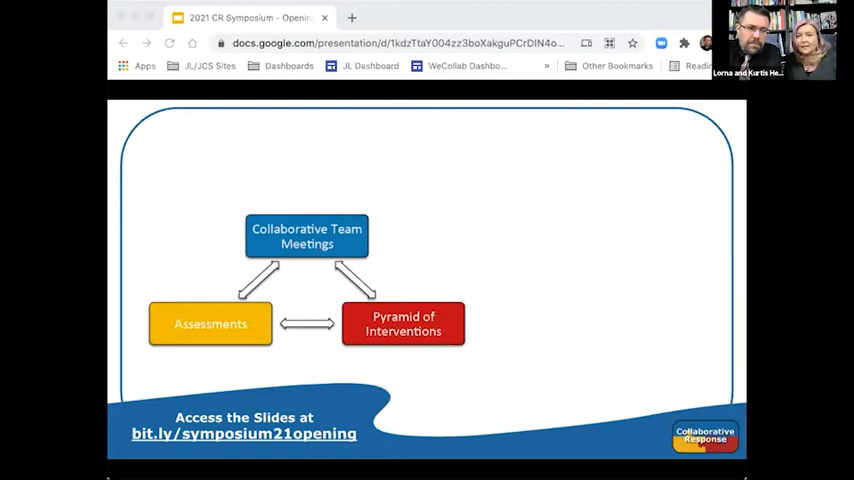 2021 CR Symposium - Opening
docs.google.com/presentation/d/1kdzTtaY004zz3boXakguPCrDIN4o...
Apps
JL/JCS Sites
Dashboards
JL Dashboard
WeCollab Dashbo...
»
Other Bookmarks
Readin
Lorna and Kurtis He...
Collaborative Team
Meetings
Assessments
Pyramid of
Interventions
Access the Slides at
bit.ly/symposium21opening
Collaborative
Response